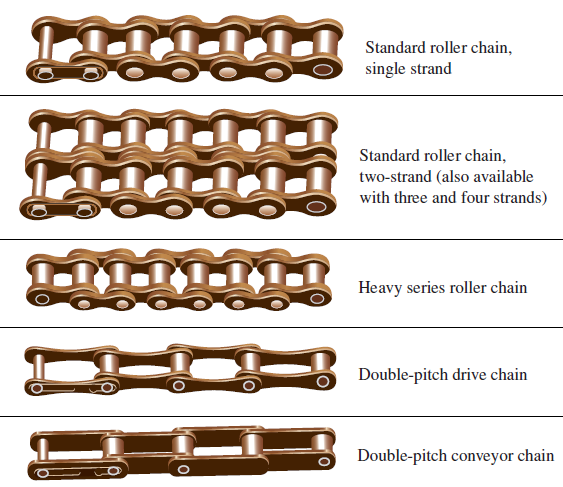 Standard roller chain,
single strand
Standard roller chain,
two-strand (also available
with three and four strands)
Heavy series roller chain
Double-pitch drive chain
Double-pitch conveyor chain